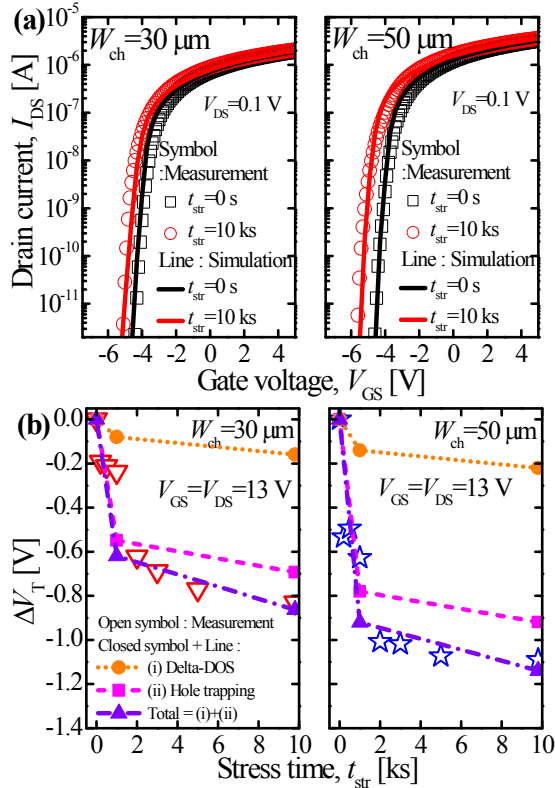 (a)
W_ch=30 μm
W_ch=50 μm
V_DS=0.1 V
V_DS=0.1 V
Symbol
:Measurement
t_str=0 s
t_str=10 ks
Line : Simulation
t_str=0 s
t_str=10 ks
Symbol
:Measurement
t_str=0 s
t_str=10 ks
Line : Simulation
t_str=0 s
t_str=10 ks
Drain current, I_DS [A]
10^-5
10^-6
10^-7
10^-8
10^-9
10^-10
10^-11
-6 -4 -2 0 2 4
-6 -4 -2 0 2 4
Gate voltage, V_GS [V]
(b)
W_ch=30 μm
W_ch=50 μm
V_GS=V_DS=13 V
V_GS=V_DS=13 V
Open symbol : Measurement
Closed symbol + Line :
(i) Delta-DOS
(ii) Hole trapping
Total = (i)+(ii)
ΔV_T [V]
0.0
-0.2
-0.4
-0.6
-0.8
-1.0
-1.2
-1.4
0 2 4 6 8 10
0 2 4 6 8 10
Stress time, t_str [ks]